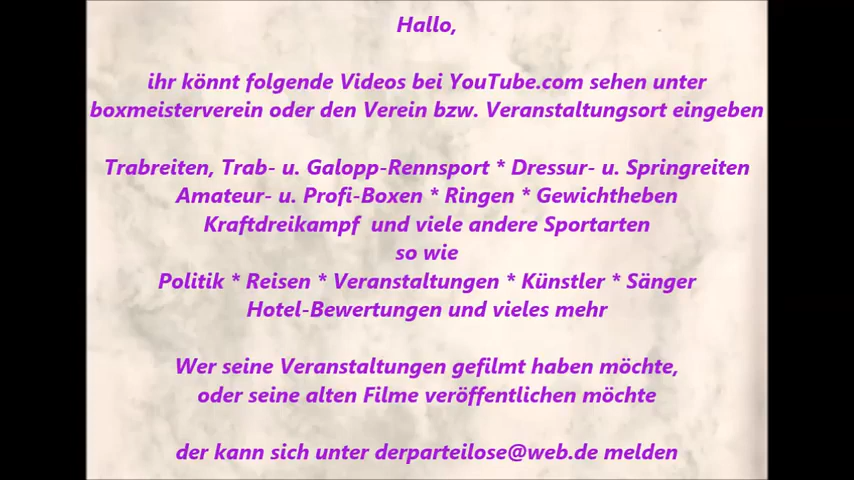 Hallo,
ihr könnt folgende Videos bei YouTube.com sehen unter
boxmeisterverein oder den Verein bzw. Veranstaltungsort eingeben
Trabreiten, Trab- u. Galopp-Rennsport * Dressur- u. Springreiten
Amateur- u. Profi-Boxen * Ringen * Gewichtheben
Kraftdreikampf und viele andere Sportarten
so wie
Politik * Reisen * Veranstaltungen * Künstler * Sänger
Hotel-Bewertungen und vieles mehr
Wer seine Veranstaltungen gefilmt haben möchte,
oder seine alten Filme veröffentlichen möchte
der kann sich unter derparteilose@web.de melden